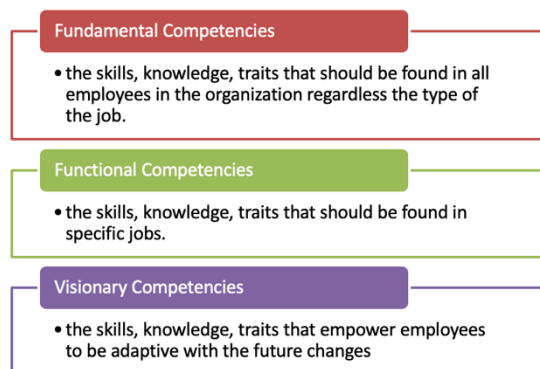 Fundamental Competencies
• the skills, knowledge, traits that should be found in all
employees in the organization regardless the type of
the job.
Functional Competencies
• the skills, knowledge, traits that should be found in
specific jobs.
Visionary Competencies
• the skills, knowledge, traits that empower employees
to be adaptive with the future changes